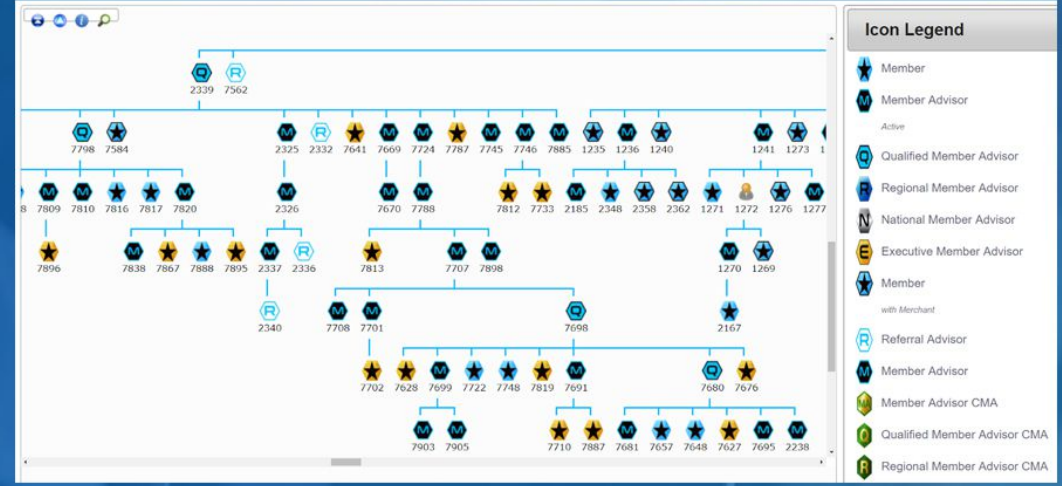 Icon Legend
Member
Member Advisor
Active
Qualified Member Advisor
Regional Member Advisor
National Member Advisor
Executive Member Advisor
Member
with Merchant
Referral Advisor
Member Advisor
Member Advisor CMA
Qualified Member Advisor CMA
Regional Member Advisor CMA
2339 7562
7798 7584 2325 2332 7641 7669 7724 7787 7745 7746 7885 1235 1236 1240 1241 1273
7809 7810 7816 7817 7820 2326 7670 7788 7812 7733 2185 2348 2358 2362 1271 1272 1276 1277
7896 7838 7867 7888 7895 2337 2336 7813 7707 7898 1270 1269
2340 7708 7701 7698 2167
7702 7628 7699 7722 7748 7819 7691 7680 7676
7903 7905 7710 7887 7681 7657 7648 7627 7695 2238